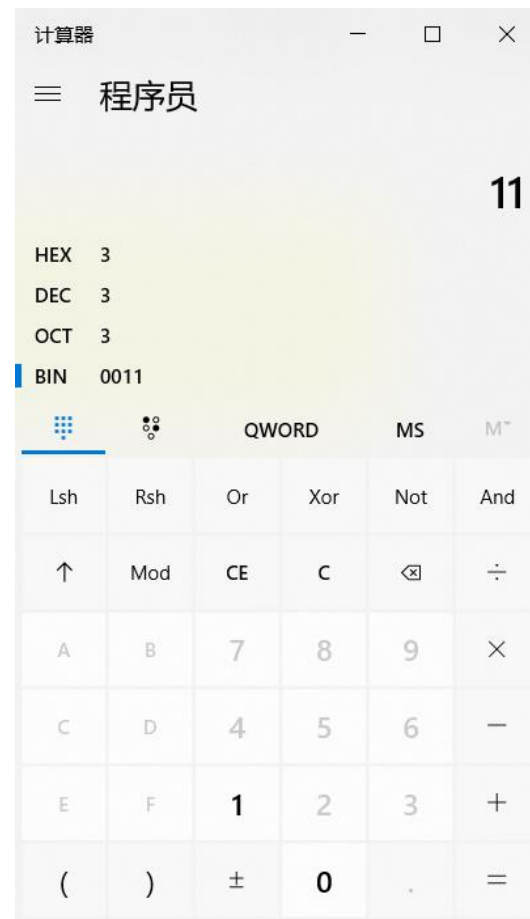 计算器
程序员
11
HEX 3
DEC 3
OCT 3
BIN 0011
QWORD MS M
Lsh Rsh Or Xor Not And
↑ Mod CE C ÷
A B 7 8 9 ×
C D 4 5 6 −
E F 1 2 3 +
( ) ± 0 . =